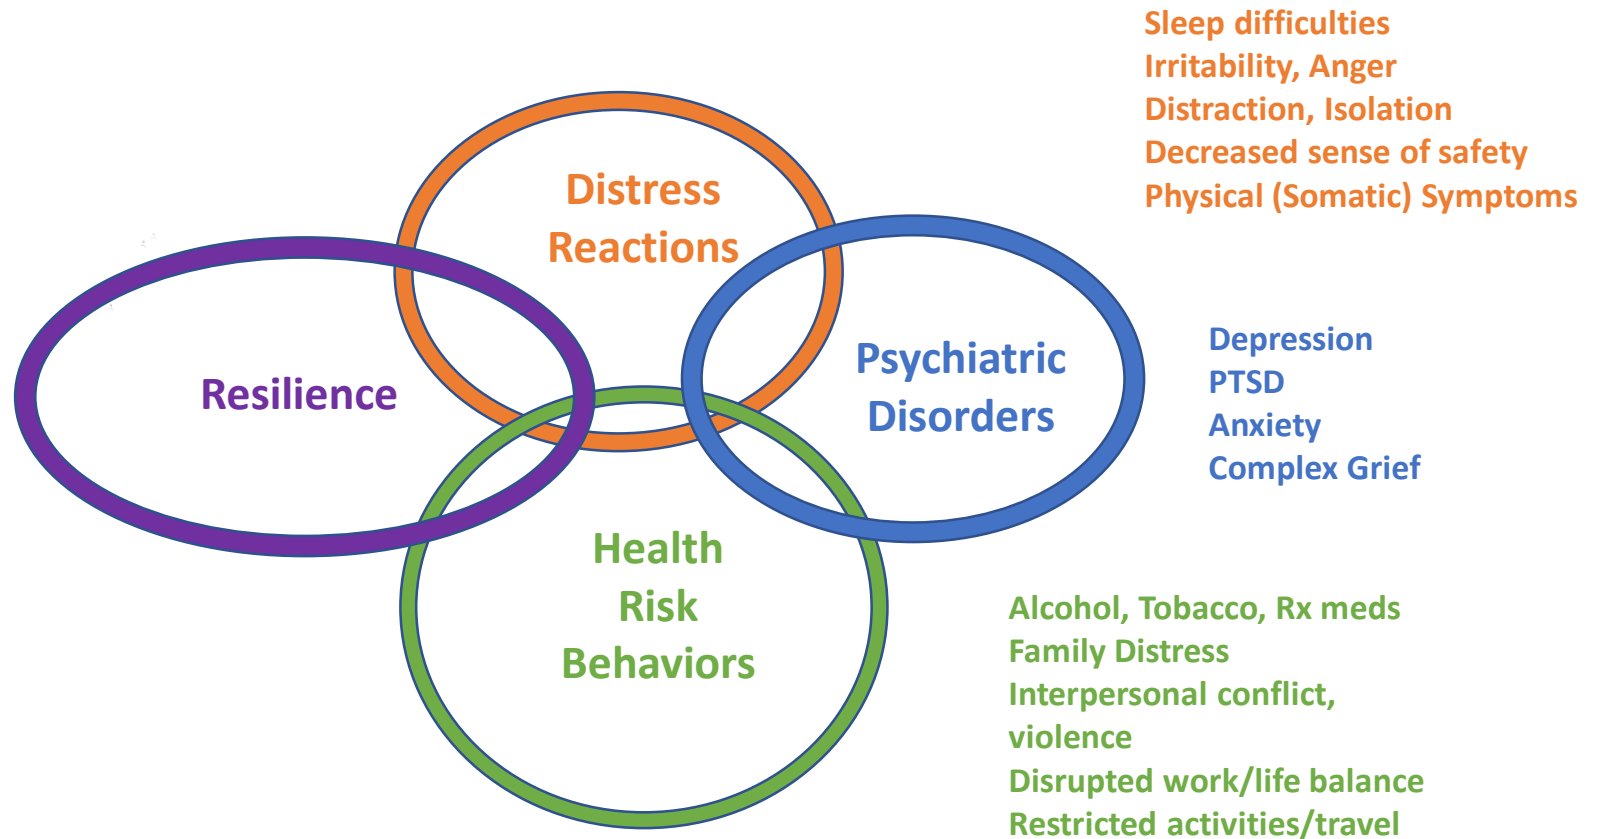 Sleep difficulties
Irritability, Anger
Distraction, Isolation
Decreased sense of safety
Physical (Somatic) Symptoms
Distress
Reactions
Resilience
Psychiatric
Disorders
Depression
PTSD
Anxiety
Complex Grief
Health
Risk
Behaviors
Alcohol, Tobacco, Rx meds
Family Distress
Interpersonal conflict,
violence
Disrupted work/life balance
Restricted activities/travel